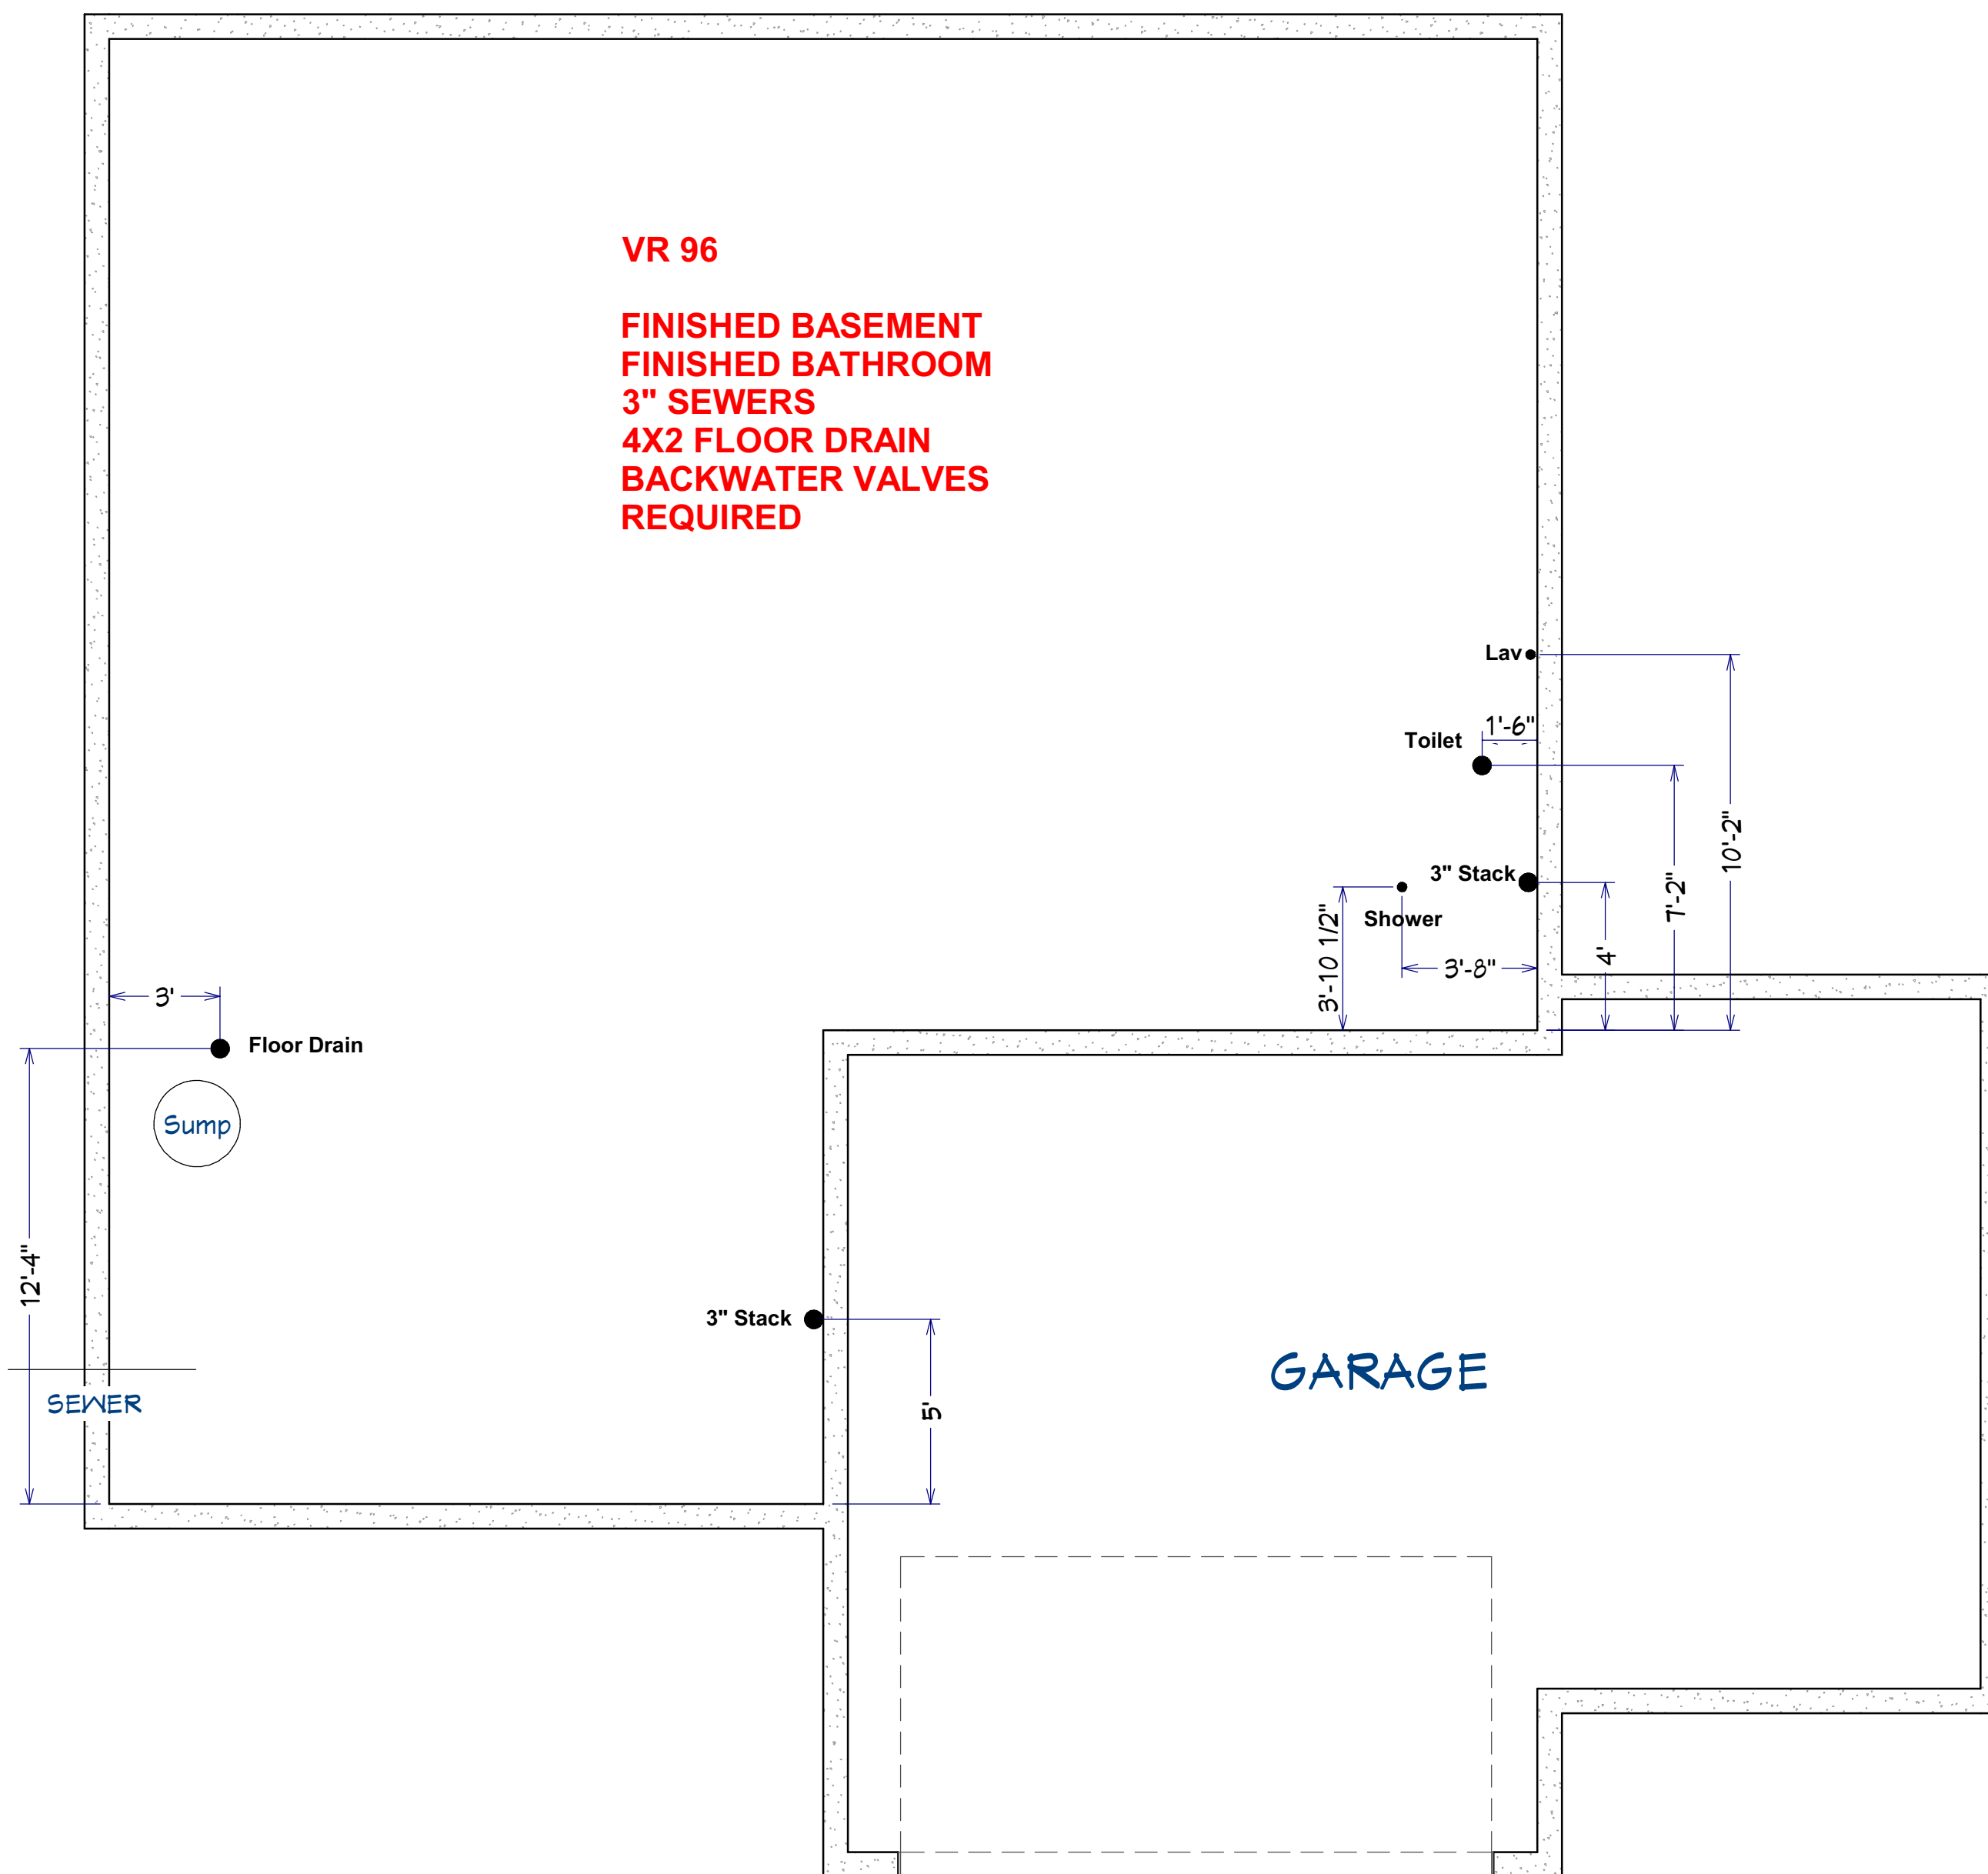 VR 96
FINISHED BASEMENT
FINISHED BATHROOM
3" SEWERS
4X2 FLOOR DRAIN
BACKWATER VALVES
REQUIRED
Lav
1'-6"
Toilet
10'-2"
3" Stack
7'-2"
Shower
3'-10 1/2"
4'
3'-8"
3'
Floor Drain
Sump
12'-4"
3" Stack
GARAGE
SEWER
5'